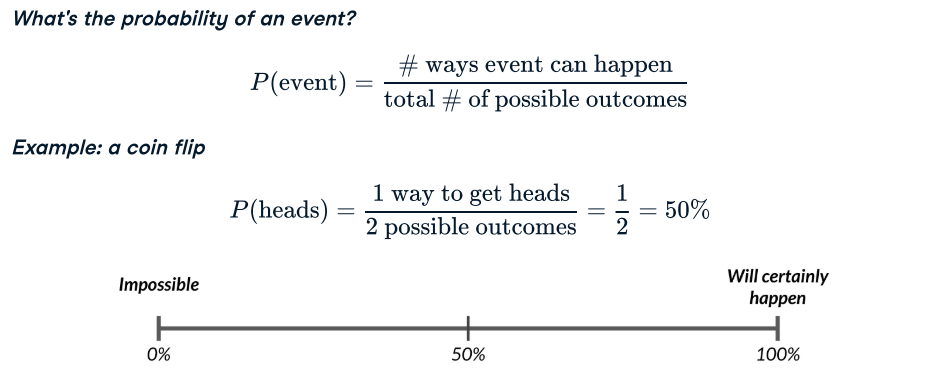 What's the probability of an event?
P(event) = # ways event can happen / total # of possible outcomes
Example: a coin flip
P(heads) = 1 way to get heads / 2 possible outcomes = 1/2 = 50%
Impossible
Will certainly
happen
0% 50% 100%